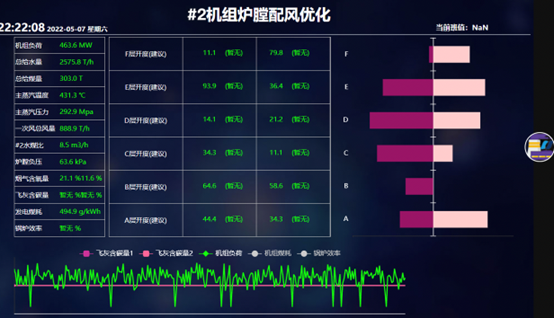 #2机组炉膛配风优化
22:22:08 2022-05-07 星期六
当前班值: NaN
机组负荷 463.6 MW
总给水量 2575.8 T/h
总给煤量 303.0 T
主蒸汽温度 431.3 ℃
主蒸汽压力 292.9 Mpa
一次风总风量 888.9 T/h
#2水煤比 8.5 m3/h
炉膛负压 63.6 kPa
烟气含氧量 21.1 %11.6 %
飞灰含碳量 暂无 %暂无 %
发电煤耗 494.9 g/kWh
锅炉效率 暂无 %
F层开度(建议) 11.1 (暂无) 79.8 (暂无)
E层开度(建议) 93.9 (暂无) 36.4 (暂无)
D层开度(建议) 14.1 (暂无) 21.2 (暂无)
C层开度(建议) 34.3 (暂无) 11.1 (暂无)
B层开度(建议) 64.6 (暂无) 58.6 (暂无)
A层开度(建议) 44.4 (暂无) 34.3 (暂无)
F
E
D
C
B
A
飞灰含碳量1 飞灰含碳量2 机组负荷 机组煤耗 锅炉效率